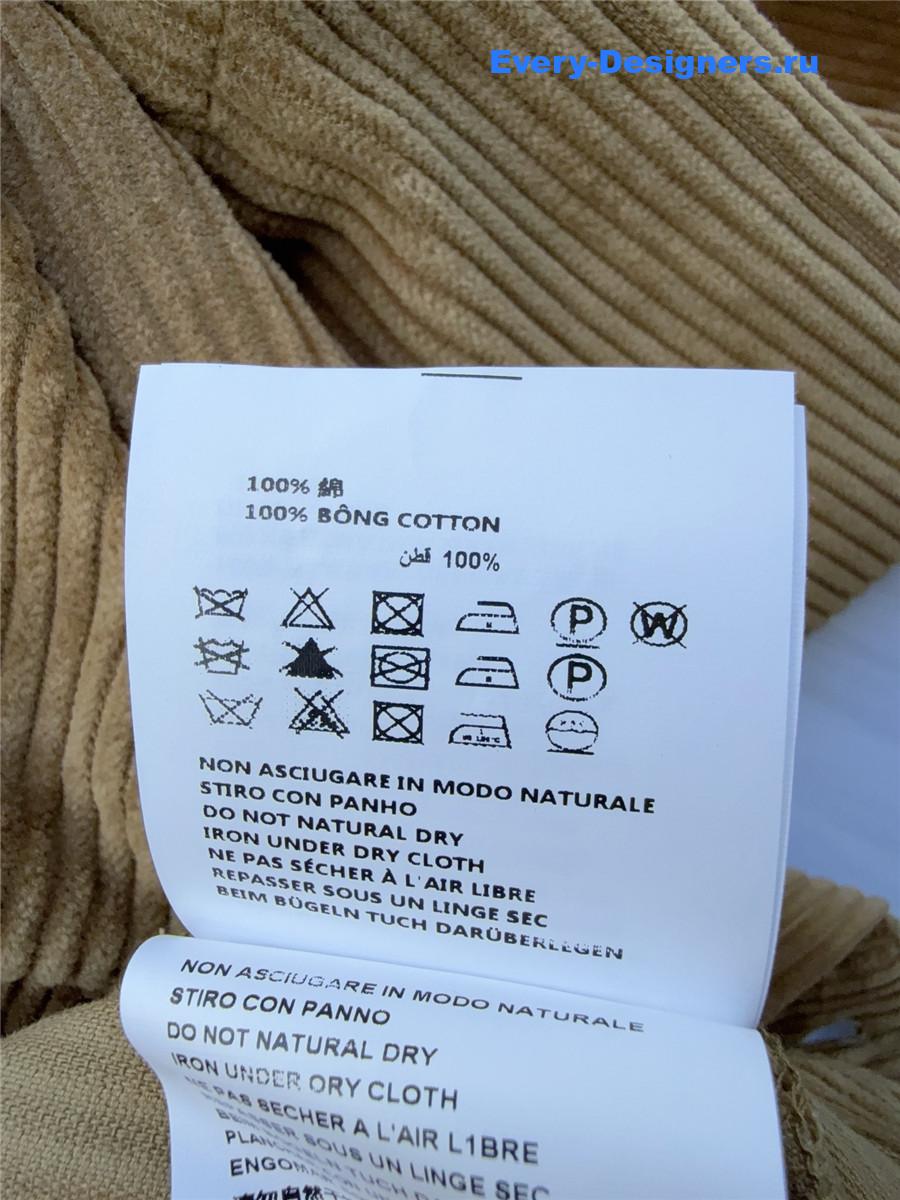 Every-Designers.ru
100% 綿
100% BÔNG COTTON
100% قطن
P W
P
NON ASCIUGARE IN MODO NATURALE
STIRO CON PANHO
DO NOT NATURAL DRY
IRON UNDER DRY CLOTH
NE PAS SÉCHER À L'AIR LIBRE
REPASSER SOUS UN LINGE SEC
BEIM BÜGELN TUCH DARÜBERLEGEN
NON ASCIUGARE IN MODO NATURALE
STIRO CON PANNO
DO NOT NATURAL DRY
IRON UNDER ORY CLOTH
NE PAS SECHER A L'AIR L1BRE
SOUS UN LINGE SEC
TUCH